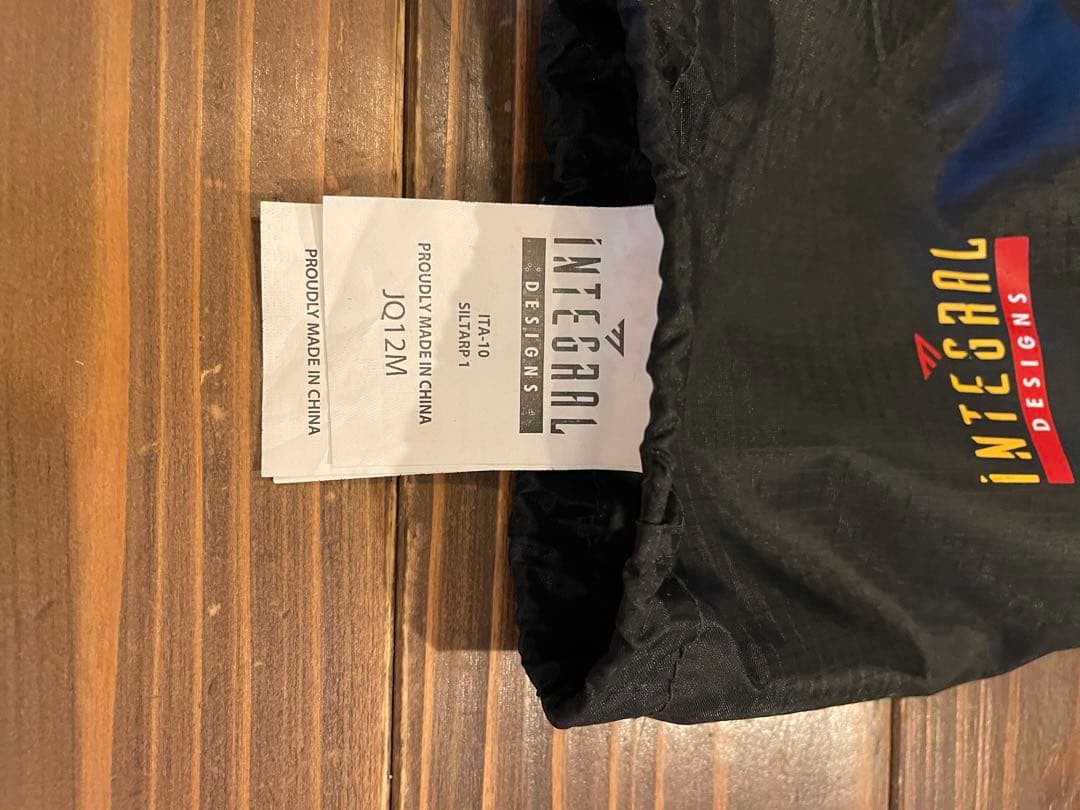 INTEGRAL
DESIGNS
ITA-10
SILTARP 1
PROUDLY MADE IN CHINA
JQ12M
PROUDLY MADE IN CHINA
INTEGRAL
DESIGNS